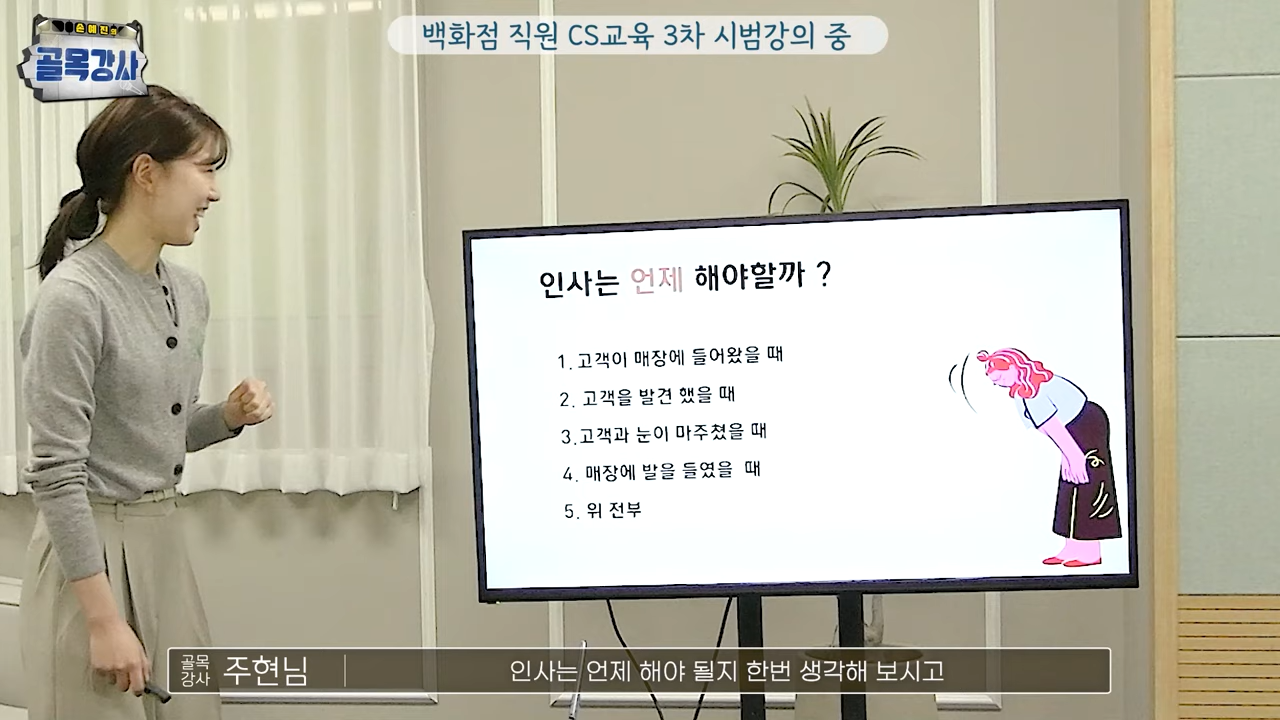 손혜진의
골목강사
백화점 직원 CS교육 3차 시범강의 중
인사는 언제 해야할까 ?
1. 고객이 매장에 들어왔을 때
2. 고객을 발견 했을 때
3.고객과 눈이 마주쳤을 때
4. 매장에 발을 들였을 때
5. 위 전부
골목
강사
주현님
인사는 언제 해야 될지 한번 생각해 보시고